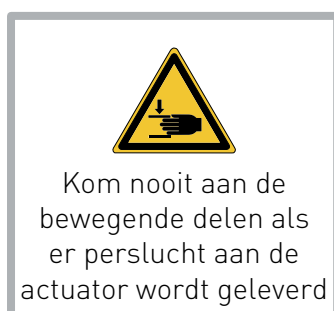 Kom nooit aan de
bewegende delen als
er perslucht aan de
actuator wordt geleverd